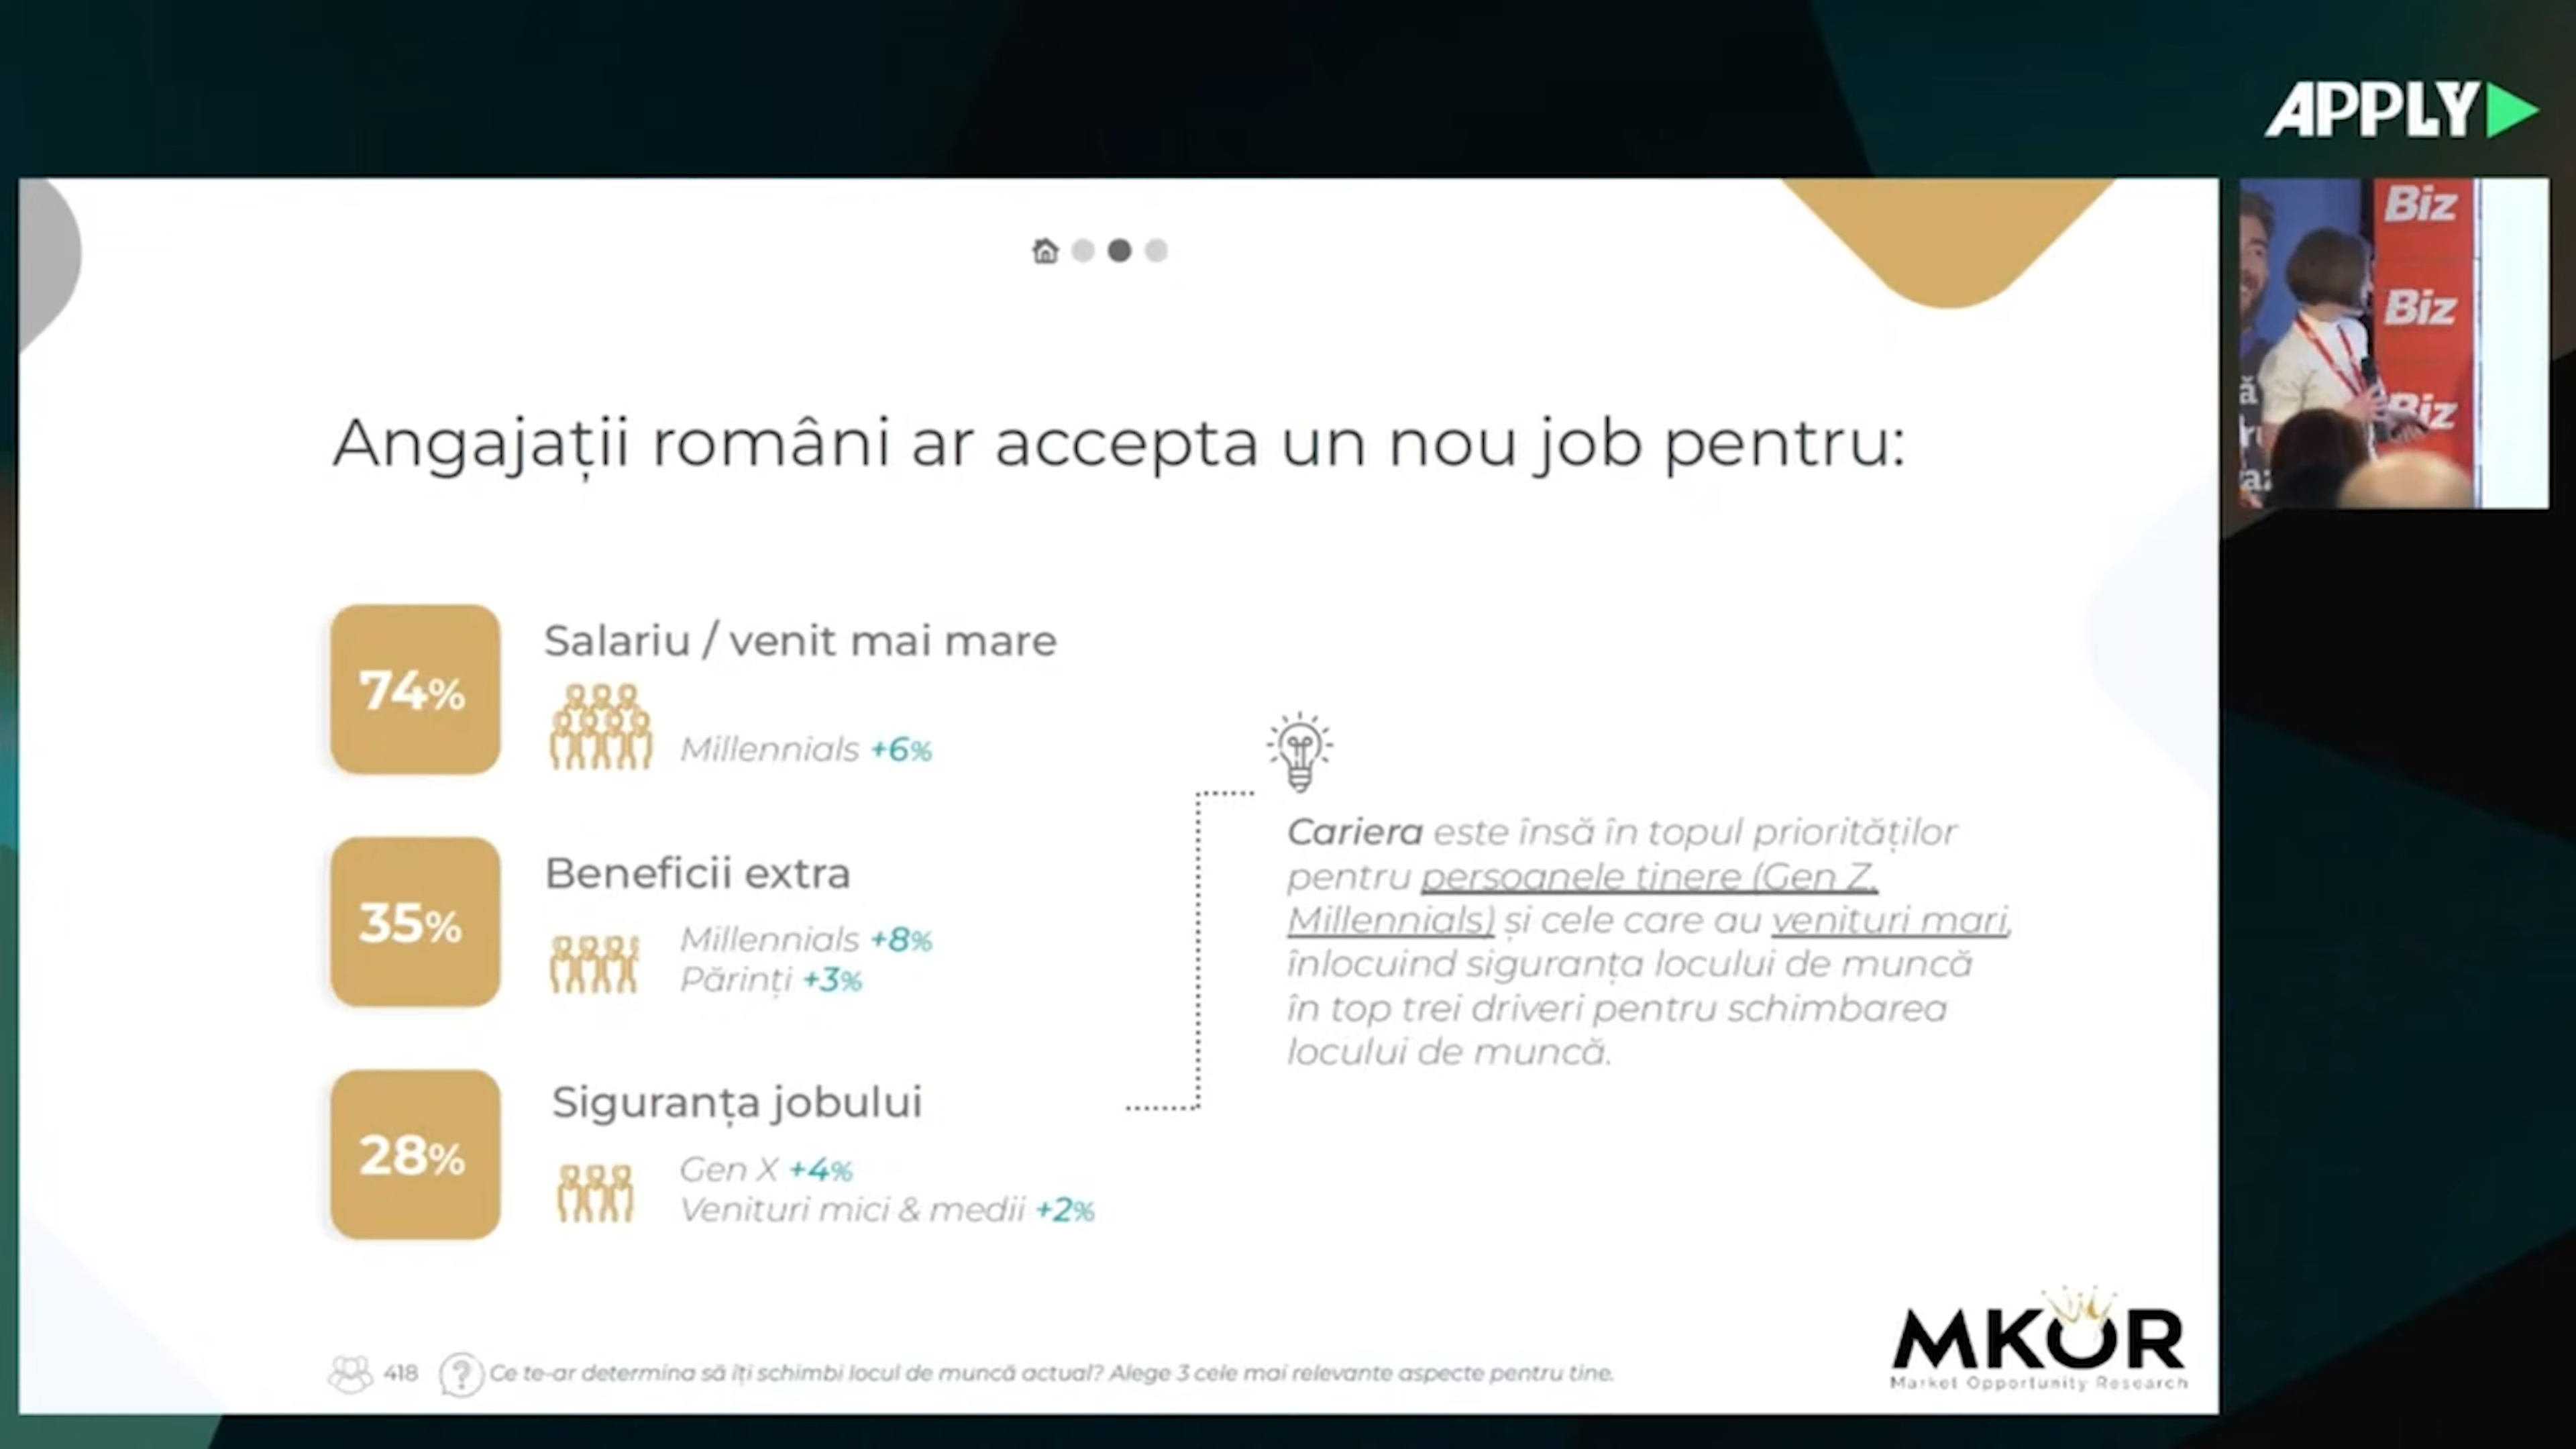 APPLY
Biz
Biz
Biz
Angajații români ar accepta un nou job pentru:
74%
Salariu / venit mai mare
Millennials +6%
35%
Beneficii extra
Millennials +8%
Părinți +3%
28%
Siguranța jobului
Gen X +4%
Venituri mici & medii +2%
Cariera este însă în topul priorităților
pentru persoanele tinere (Gen Z,
Millennials) și cele care au venituri mari,
înlocuind siguranța locului de muncă
în top trei driveri pentru schimbarea
locului de muncă.
418
Ce te-ar determina să îți schimbi locul de muncă actual? Alege 3 cele mai relevante aspecte pentru tine.
MKOR
Market Opportunity Research